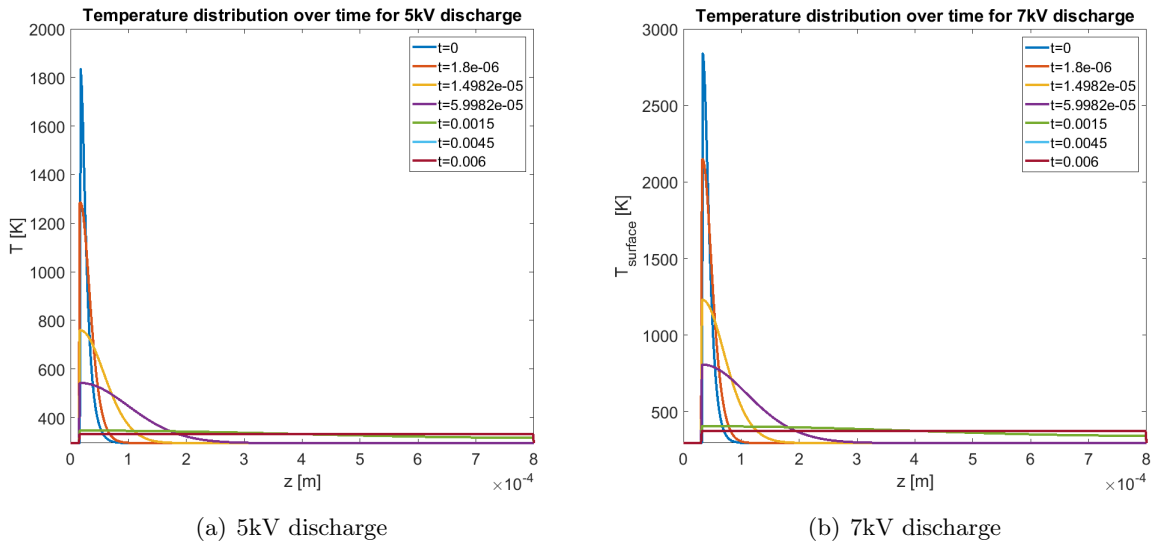 Temperature distribution over time for 5kV discharge
2000
1800
1600
1400
1200
1000
800
600
400
T [K]
t=0
t=1.8e-06
t=1.4982e-05
t=5.9982e-05
t=0.0015
t=0.0045
t=0.006
0 1 2 3 4 5 6 7 8
z [m]
×10⁻⁴
(a) 5kV discharge
Temperature distribution over time for 7kV discharge
3000
2500
2000
1500
1000
500
T_surface [K]
t=0
t=1.8e-06
t=1.4982e-05
t=5.9982e-05
t=0.0015
t=0.0045
t=0.006
0 1 2 3 4 5 6 7 8
z [m]
×10⁻⁴
(b) 7kV discharge